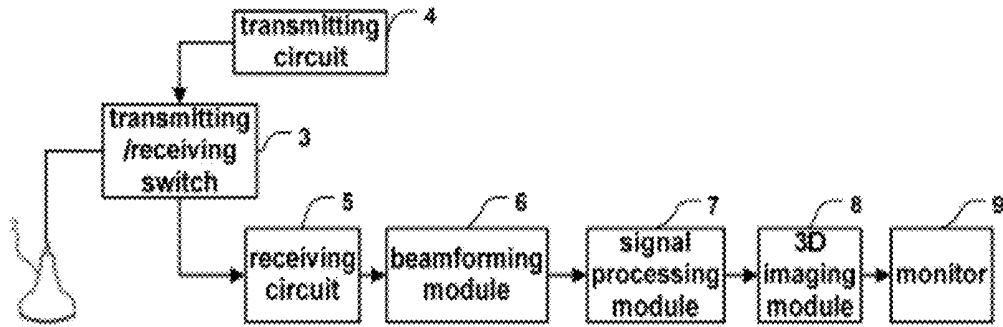 transmitting
circuit
4
transmitting
/receiving
switch
3
5
6
7
8
9
receiving
circuit
beamforming
module
signal
processing
module
3D
imaging
module
monitor